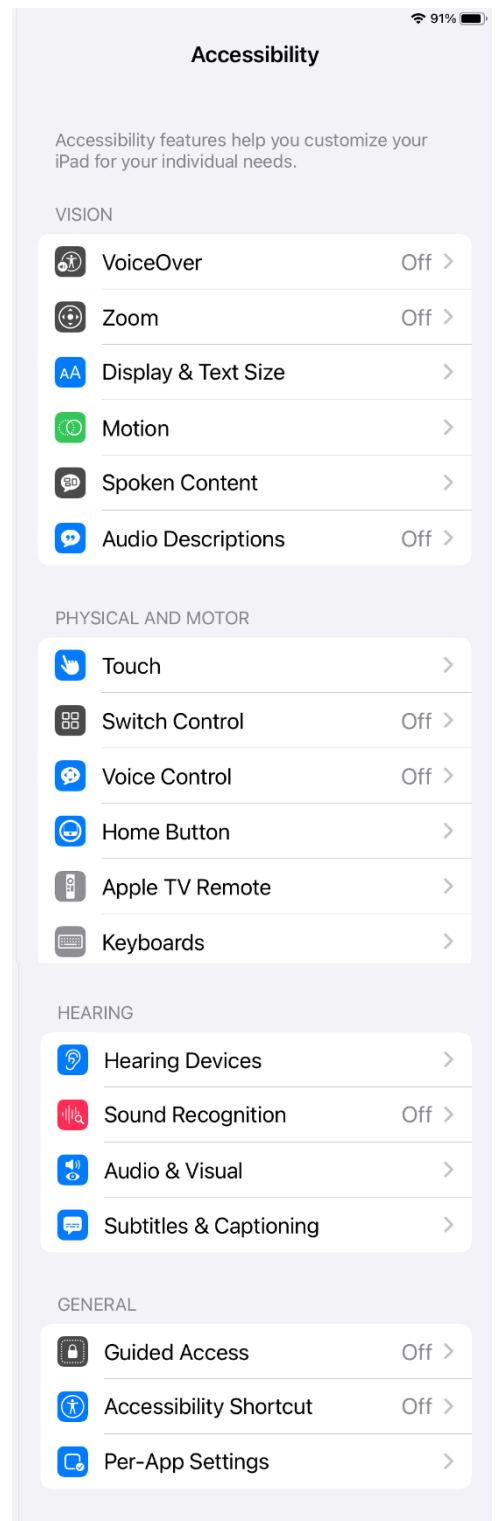 91%
Accessibility
Accessibility features help you customize your
iPad for your individual needs.
VISION
VoiceOver Off
Zoom Off
AA Display & Text Size
Motion
Spoken Content
Audio Descriptions Off
PHYSICAL AND MOTOR
Touch
Switch Control Off
Voice Control Off
Home Button
Apple TV Remote
Keyboards
HEARING
Hearing Devices
Sound Recognition Off
Audio & Visual
Subtitles & Captioning
GENERAL
Guided Access Off
Accessibility Shortcut Off
Per-App Settings